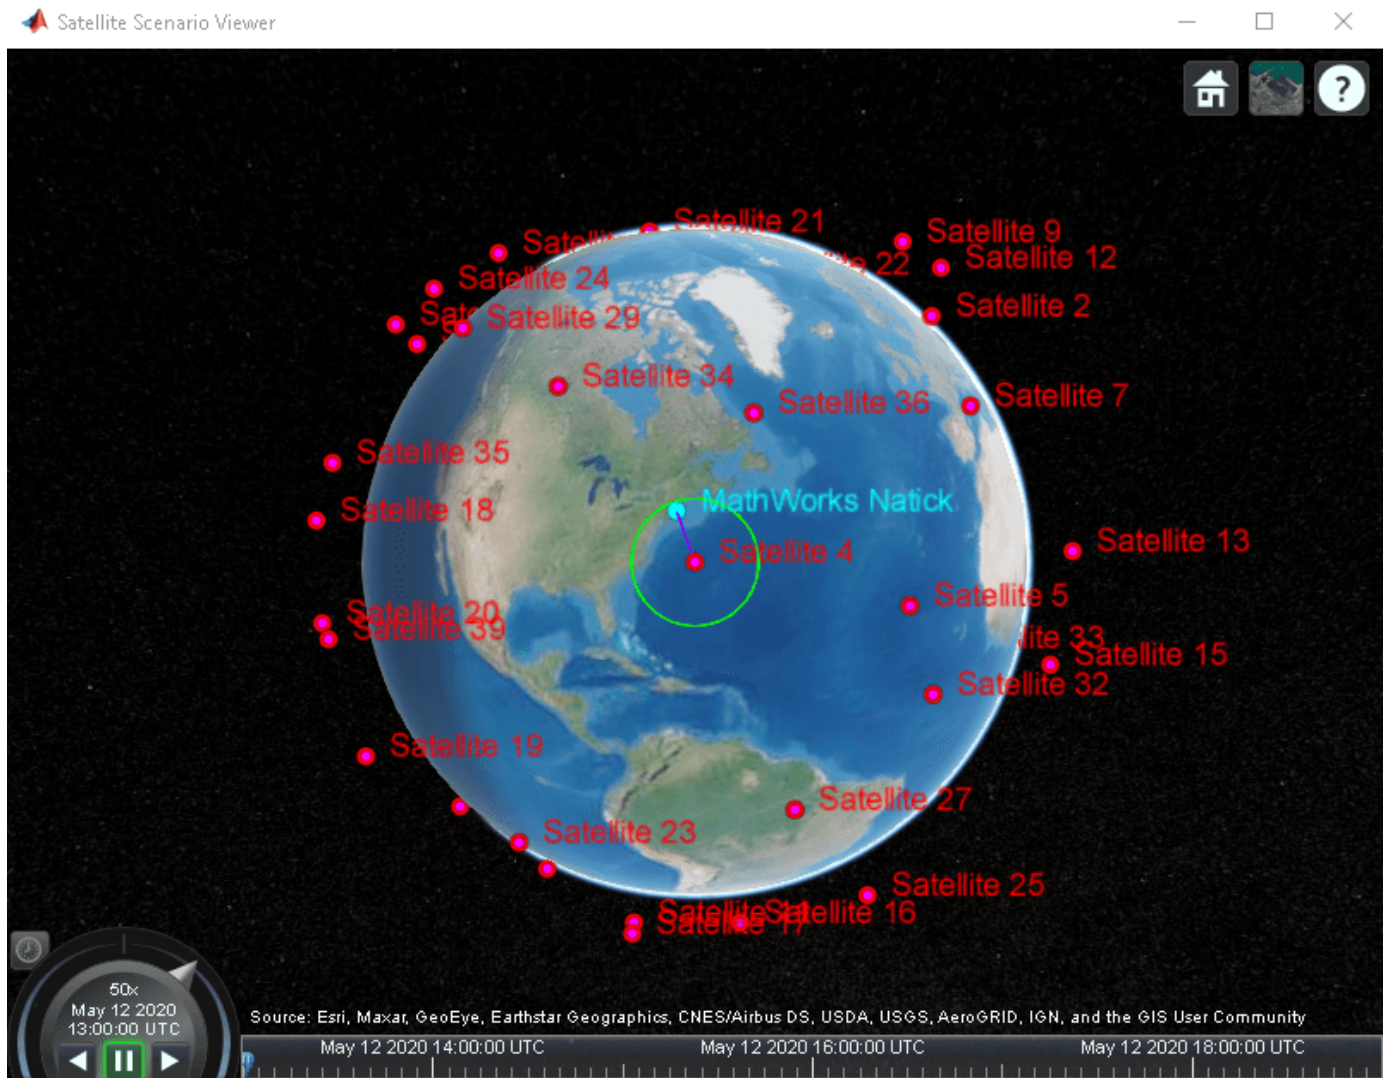 Satellite Scenario Viewer
Satellite 21
Satellite 9
Satellite 12
22
Satellite 24
Satellite 2
Satellite 29
Satellite 34
Satellite 36
Satellite 7
Satellite 35
MathWorks Natick
Satellite 18
Satellite 13
Satellite 4
Satellite 5
Satellite 20
Satellite 39
33
Satellite 15
Satellite 32
Satellite 19
Satellite 27
Satellite 23
Satellite 25
Satellite 16
Satellite 17
50x
May 12 2020
13:00:00 UTC
Source: Esri, Maxar, GeoEye, Earthstar Geographics, CNES/Airbus DS, USDA, USGS, AeroGRID, IGN, and the GIS User Community
May 12 2020 14:00:00 UTC
May 12 2020 16:00:00 UTC
May 12 2020 18:00:00 UTC